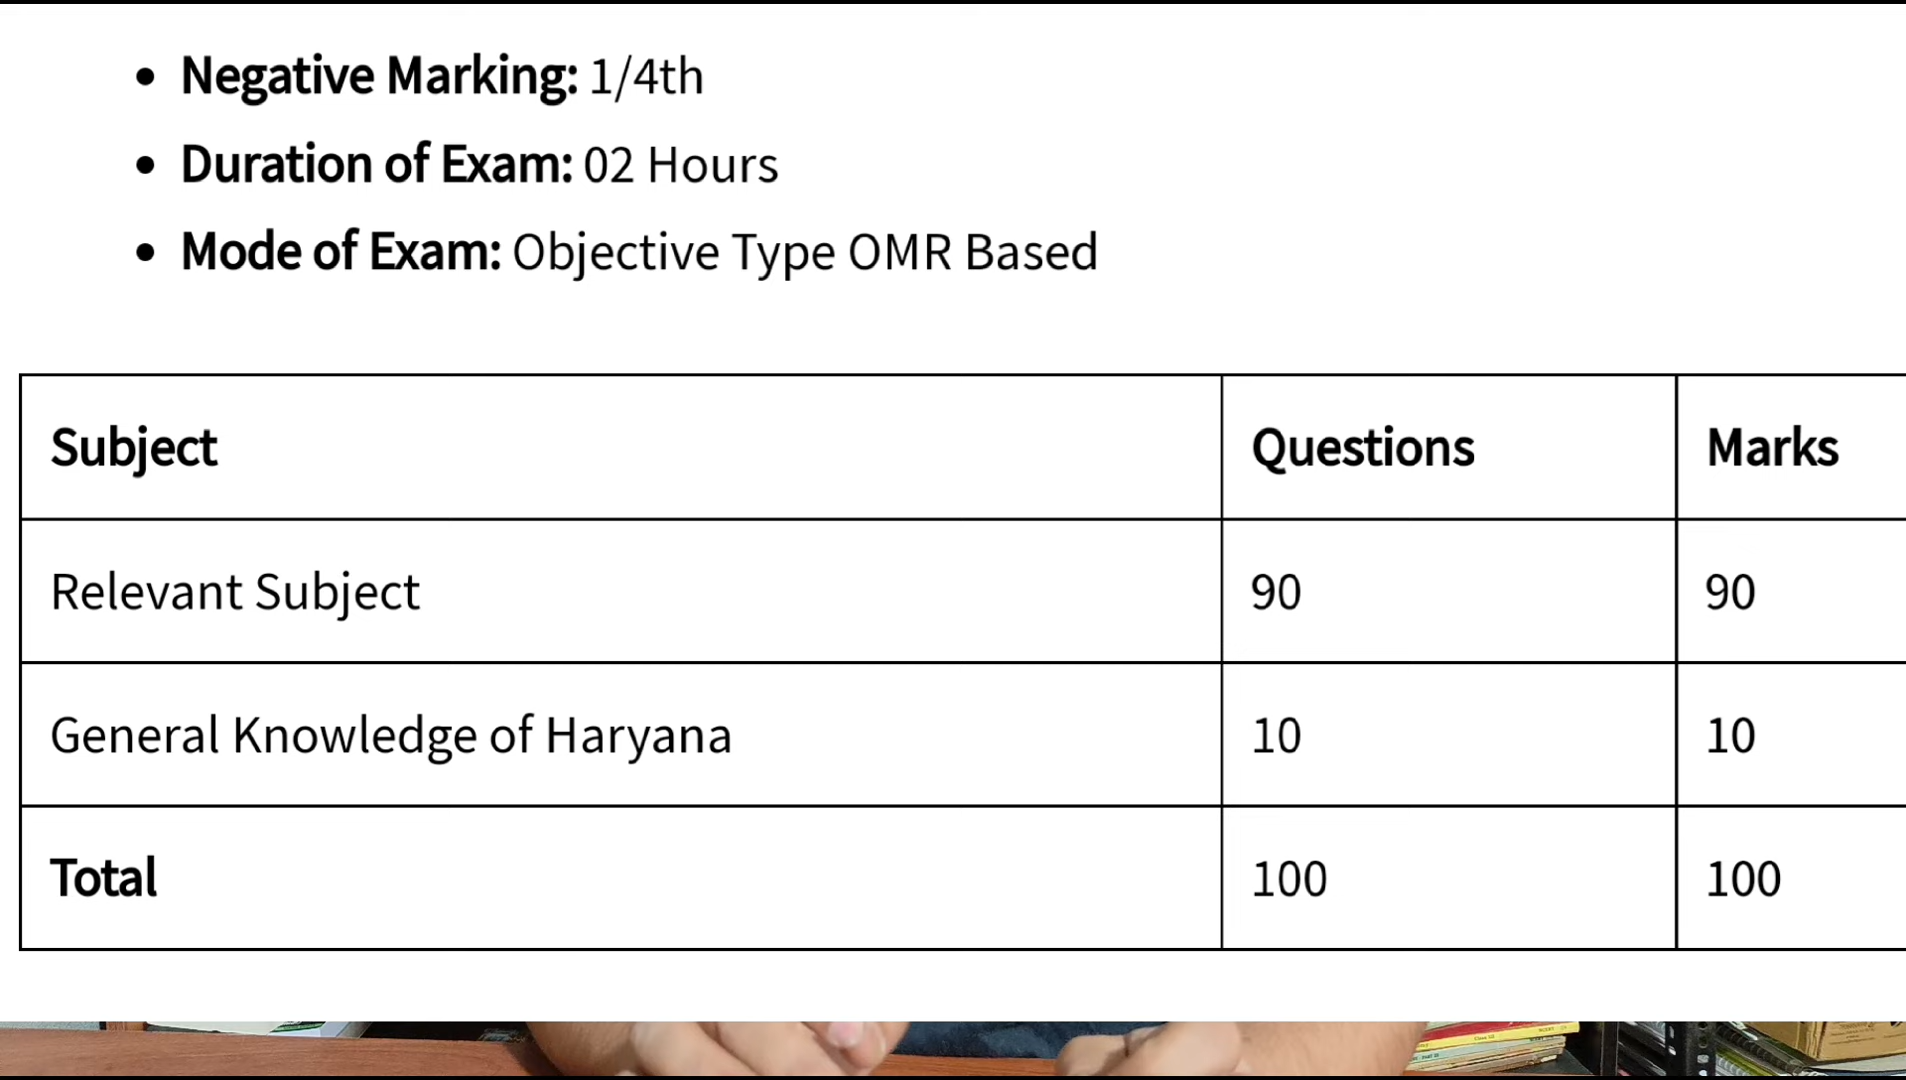 Negative Marking: 1/4th
Duration of Exam: 02 Hours
Mode of Exam: Objective Type OMR Based
Subject Questions Marks
Relevant Subject 90 90
General Knowledge of Haryana 10 10
Total 100 100